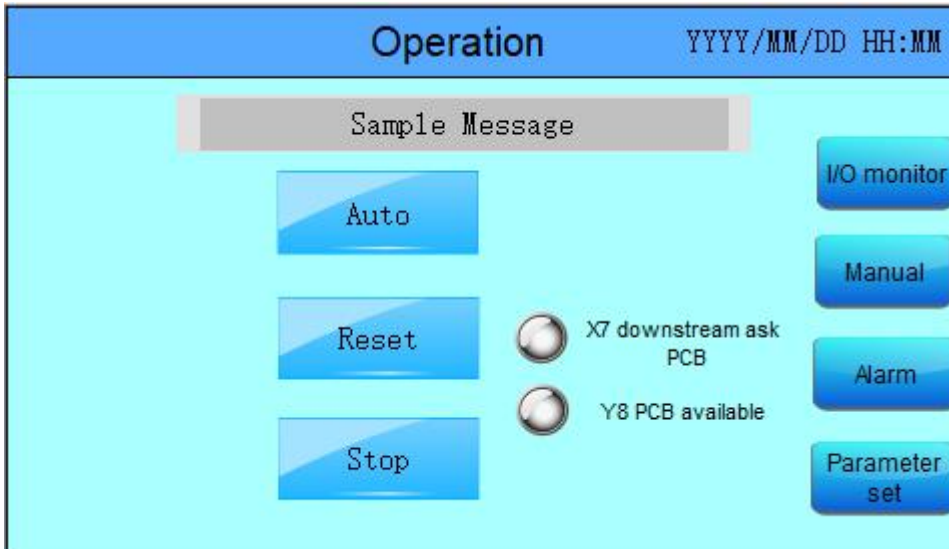 Operation YYYY/MM/DD HH:MM
Sample Message
Auto
Reset
Stop
X7 downstream ask
PCB
Y8 PCB available
I/O monitor
Manual
Alarm
Parameter
set